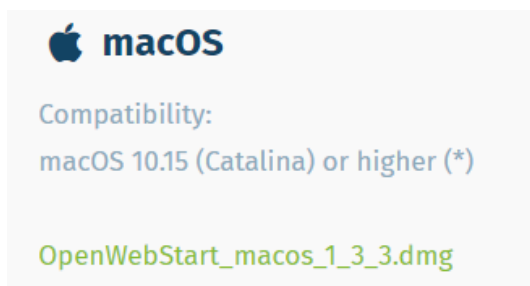 macOS
Compatibility:
macOS 10.15 (Catalina) or higher (*)
OpenWebStart_macos_1_3_3.dmg